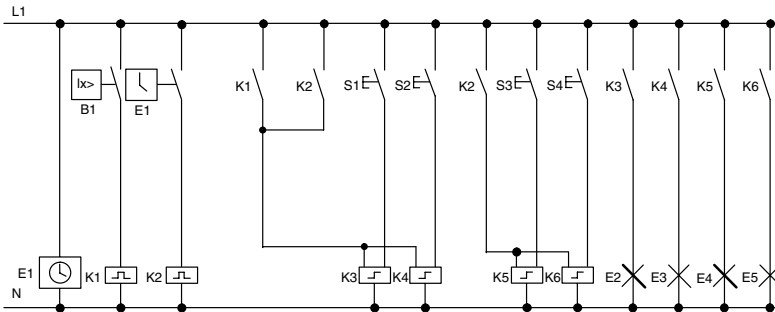 L1
K1 K2 S1 S2 K2 S3 S4 K3 K4 K5 K6
lx>
B1 E1
E1 K1 K2 K3 K4 K5 K6 E2 E3 E4 E5
N